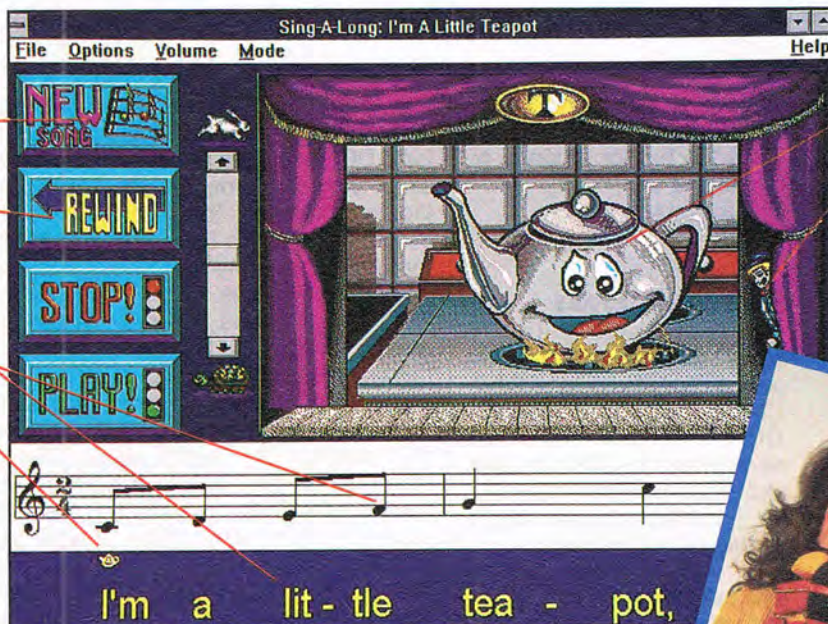 Sing-A-Long: I'm A Little Teapot
File Options Volume Mode Help
NEW
SONG
REWIND
STOP!
PLAY!
I'm a lit - tle tea - pot,